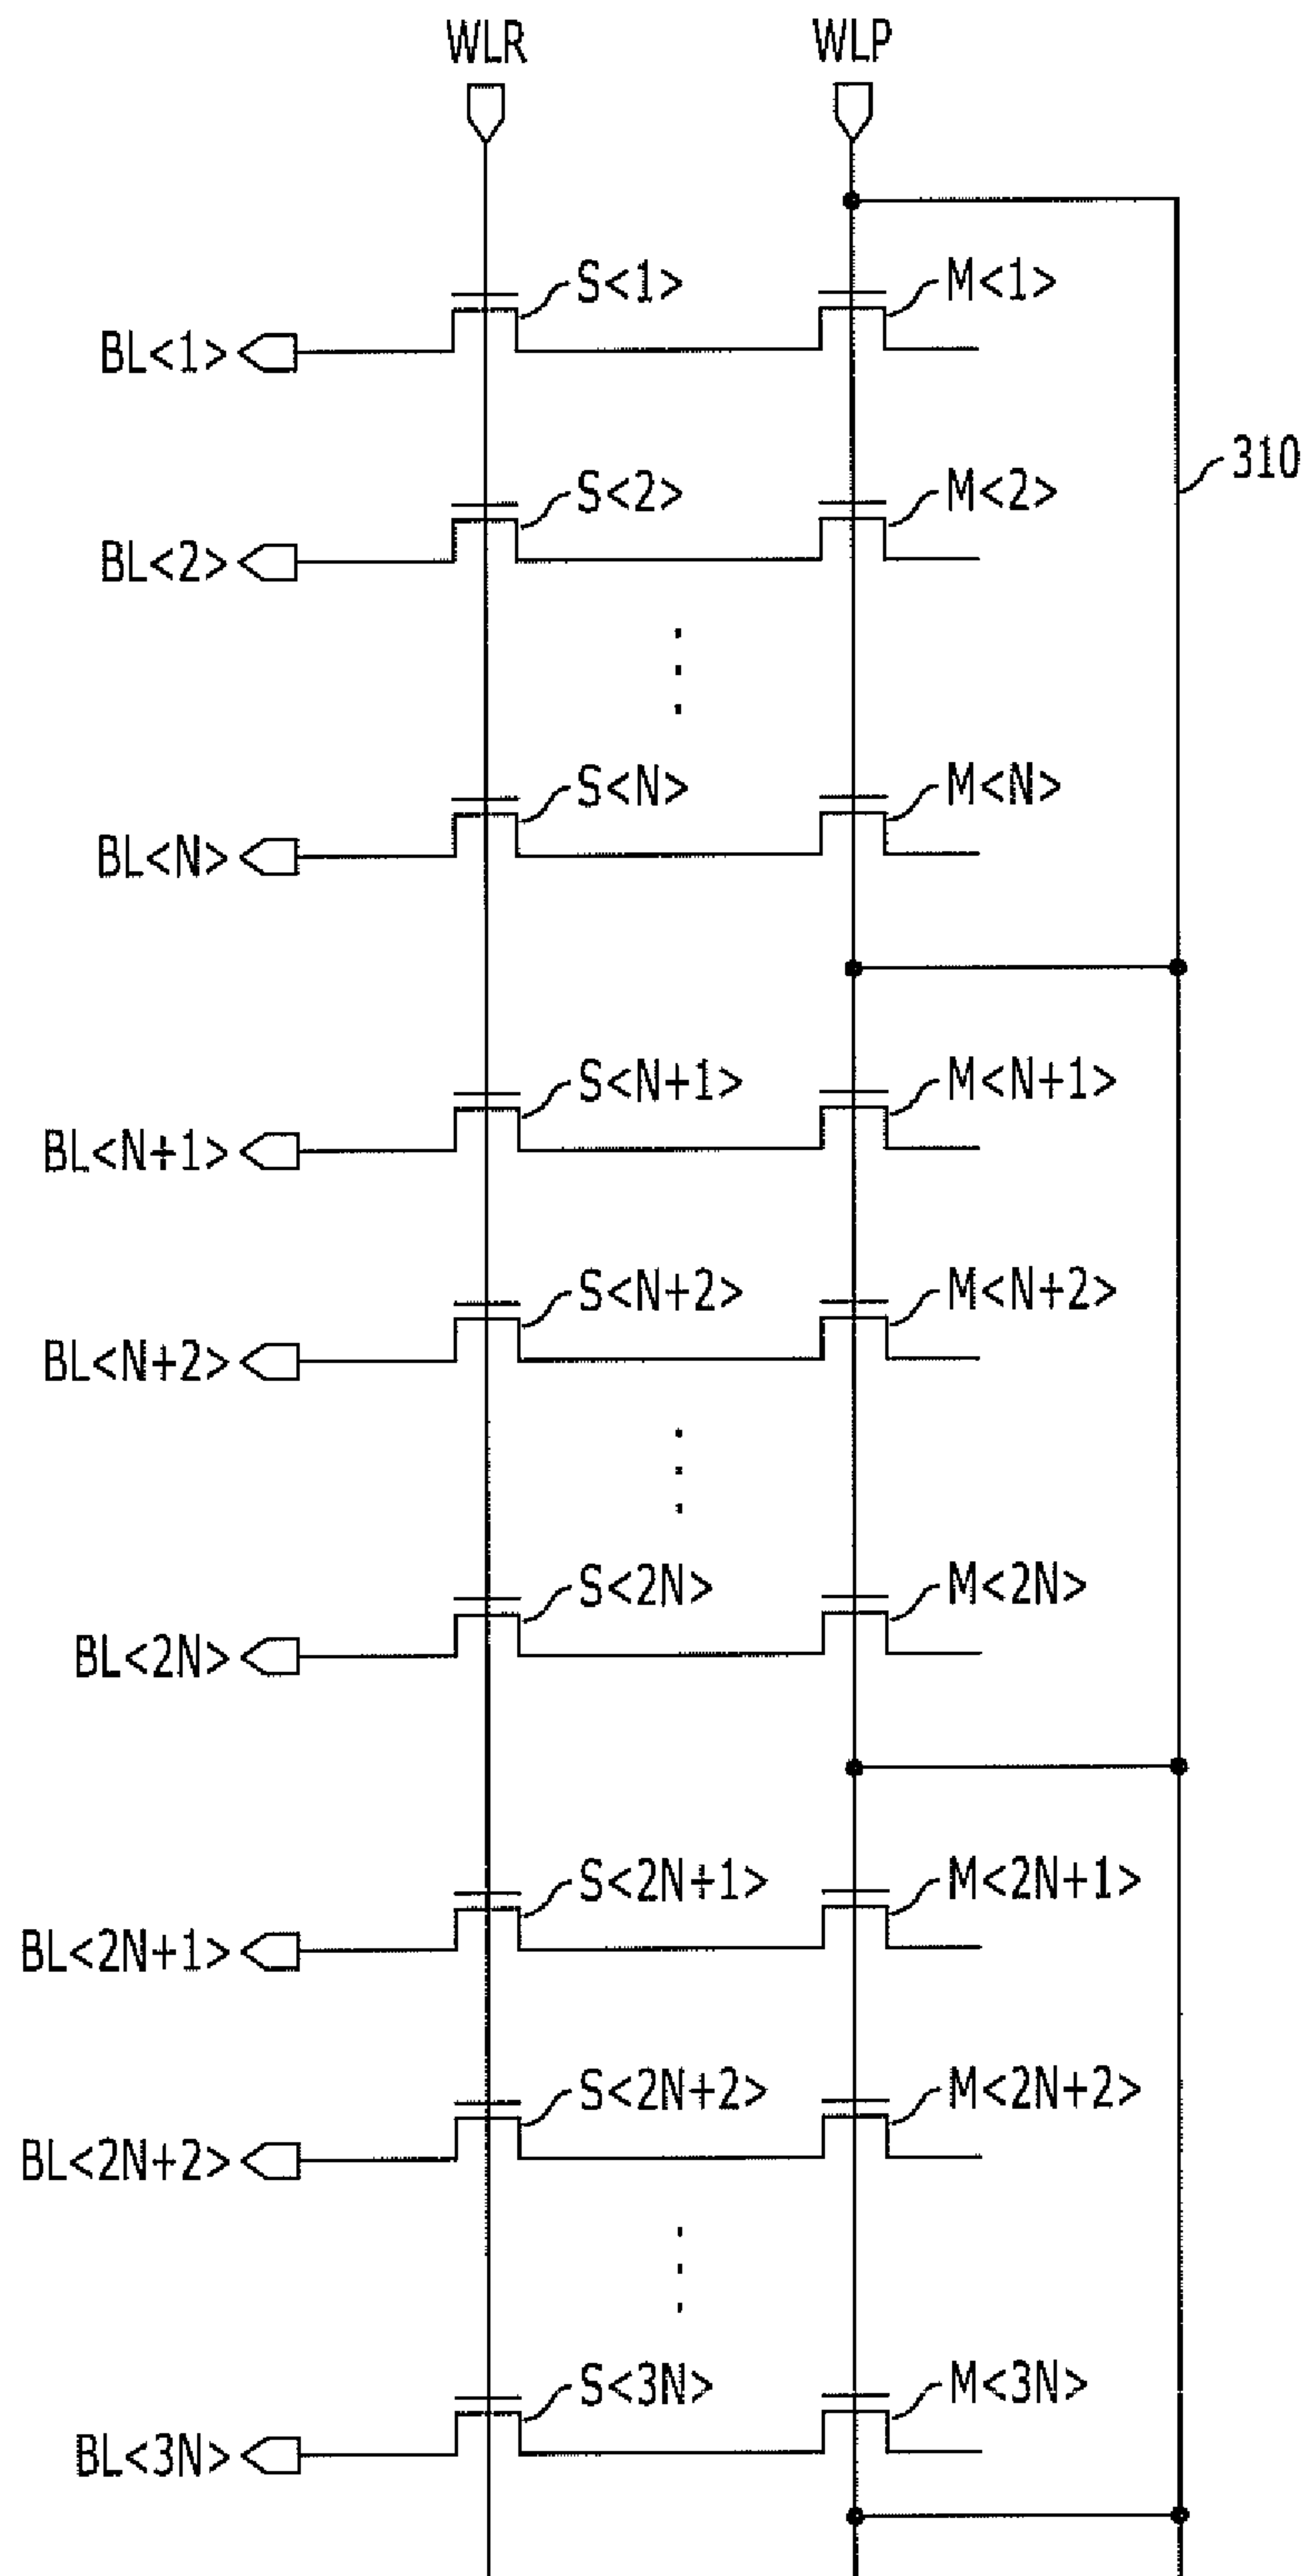 WLR WLP
S<1> M<1>
BL<1>
310
S<2> M<2>
BL<2>
S<N> M<N>
BL<N>
S<N+1> M<N+1>
BL<N+1>
S<N+2> M<N+2>
BL<N+2>
S<2N> M<2N>
BL<2N>
S<2N+1> M<2N+1>
BL<2N+1>
S<2N+2> M<2N+2>
BL<2N+2>
S<3N> M<3N>
BL<3N>